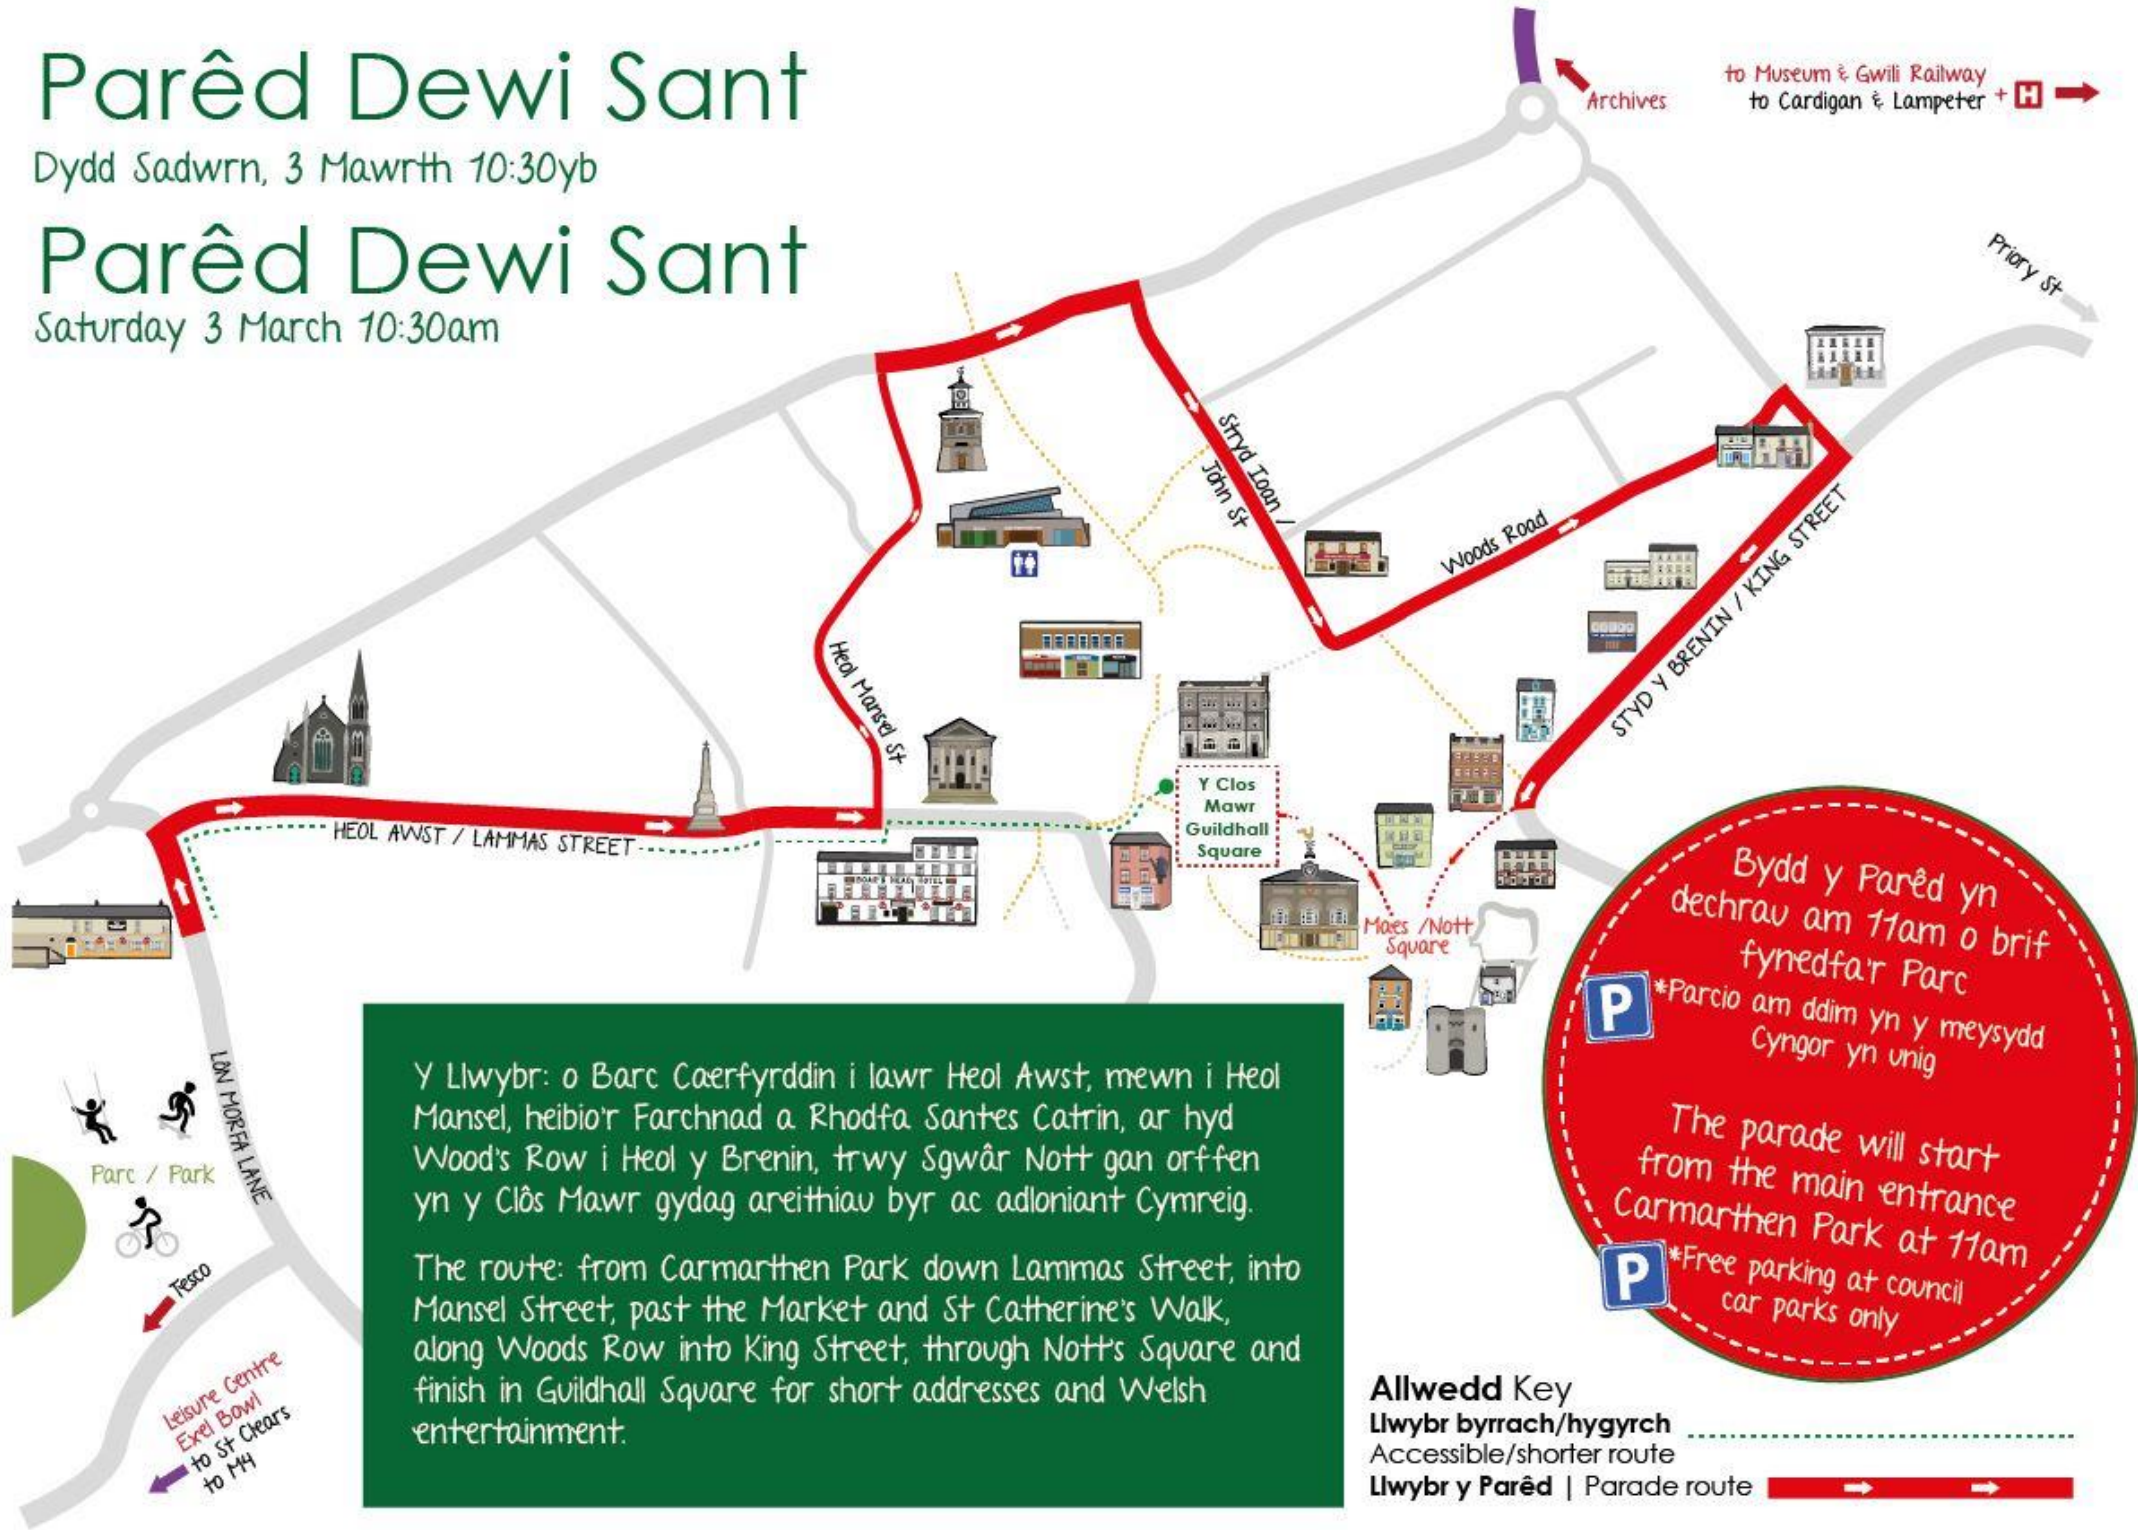 Parêd Dewi Sant
Dydd Sadwrn, 3 Mawrth 10:30yb
Parêd Dewi Sant
Saturday 3 March 10:30am
Archives
to Museum & Gwili Railway
to Cardigan & Lampeter + H
Priory St
Stryd Ioan /
John St
Woods Road
STYD Y BRENIN / KING STREET
Heol Mansel St
HEOL AWST / LAMMAS STREET
BOAR'S HEAD HOTEL
Y Clos
Mawr
Guildhall
Square
Maes /Nott
Square
LÔN MORFA LANE
Parc / Park
Tesco
Leisure Centre
Exel Bowl
to St Clears
to M4
Y Llwybr: o Barc Caerfyrddin i lawr Heol Awst, mewn i Heol
Mansel, heibio'r Farchnad a Rhodfa Santes Catrin, ar hyd
Wood's Row i Heol y Brenin, trwy Sgwâr Nott gan orffen
yn y Clôs Mawr gydag areithiau byr ac adloniant Cymreig.
The route: from Carmarthen Park down Lammas Street, into
Mansel Street, past the Market and St Catherine's Walk,
along Woods Row into King Street, through Nott's Square and
finish in Guildhall Square for short addresses and Welsh
entertainment.
Bydd y Parêd yn
dechrau am 11am o brif
fynedfa'r Parc
P *Parcio am ddim yn y meysydd
Cyngor yn unig
The parade will start
from the main entrance
Carmarthen Park at 11am
P *Free parking at council
car parks only
Allwedd Key
Llwybr byrrach/hygyrch
Accessible/shorter route
Llwybr y Parêd | Parade route